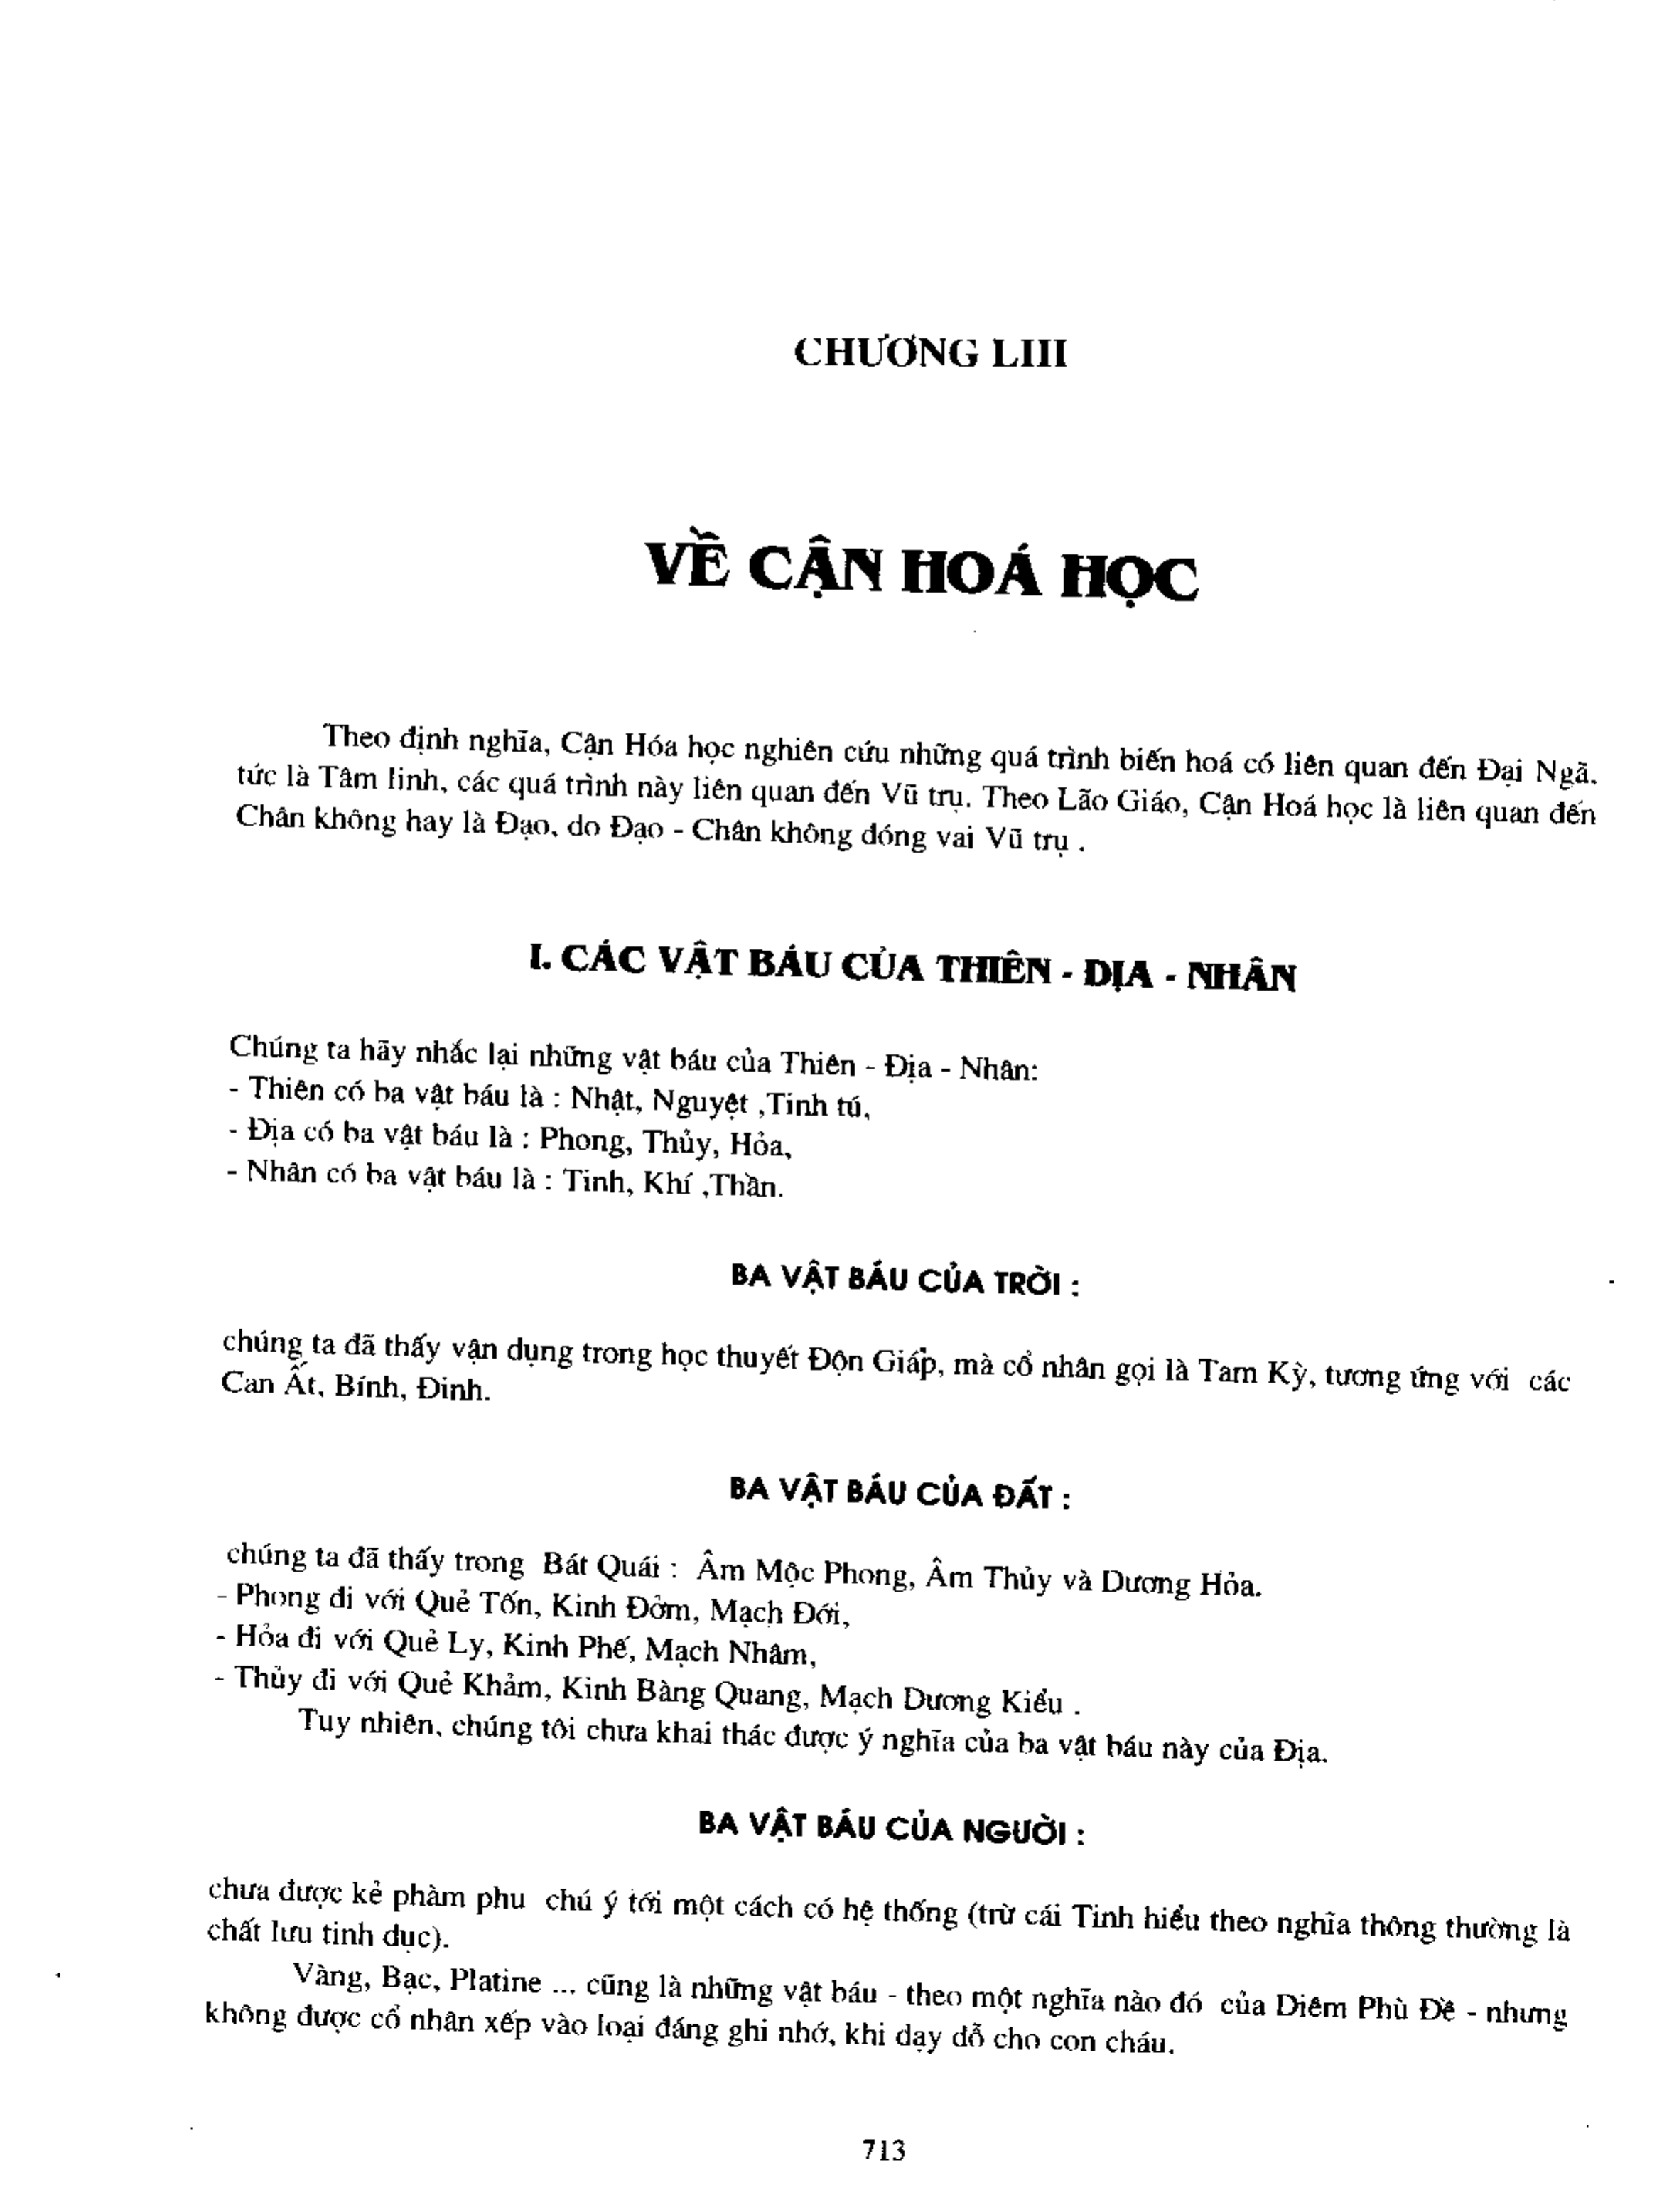 CHƯƠNG LIII
VỀ CẬN HOÁ HỌC
Theo định nghĩa, Cận Hóa học nghiên cứu những quá trình biến hoá có liên quan đến Đại Ngã,
tức là Tâm linh, các quá trình này liên quan đến Vũ trụ. Theo Lão Giáo, Cận Hoá học là liên quan đến
Chân không hay là Đạo, do Đạo - Chân không đóng vai Vũ trụ .
I. CÁC VẬT BÁU CỦA THIÊN - ĐỊA - NHÂN
Chúng ta hãy nhắc lại những vật báu của Thiên - Địa - Nhân:
- Thiên có ba vật báu là : Nhật, Nguyệt ,Tinh tú,
- Địa có ba vật báu là : Phong, Thủy, Hỏa,
- Nhân có ba vật báu là : Tinh, Khí ,Thần.
BA VẬT BÁU CỦA TRỜI :
chúng ta đã thấy vận dụng trong học thuyết Độn Giáp, mà cổ nhân gọi là Tam Kỳ, tương ứng với các
Can Ất, Bính, Đinh.
BA VẬT BÁU CỦA ĐẤT :
chúng ta đã thấy trong Bát Quái : Âm Mộc Phong, Âm Thủy và Dương Hỏa.
- Phong đi với Quẻ Tốn, Kinh Đởm, Mạch Đới,
- Hỏa đi với Quẻ Ly, Kinh Phế, Mạch Nhâm,
- Thủy đi với Quẻ Khảm, Kinh Bàng Quang, Mạch Dương Kiểu .
Tuy nhiên, chúng tôi chưa khai thác được ý nghĩa của ba vật báu này của Địa.
BA VẬT BÁU CỦA NGƯỜI :
chưa được kẻ phàm phu chú ý tới một cách có hệ thống (trừ cái Tinh hiểu theo nghĩa thông thường là
chất lưu tinh dục).
Vàng, Bạc, Platine ... cũng là những vật báu - theo một nghĩa nào đó của Diêm Phù Đề - nhưng
không được cổ nhân xếp vào loại đáng ghi nhớ, khi dạy dỗ cho con cháu.
713